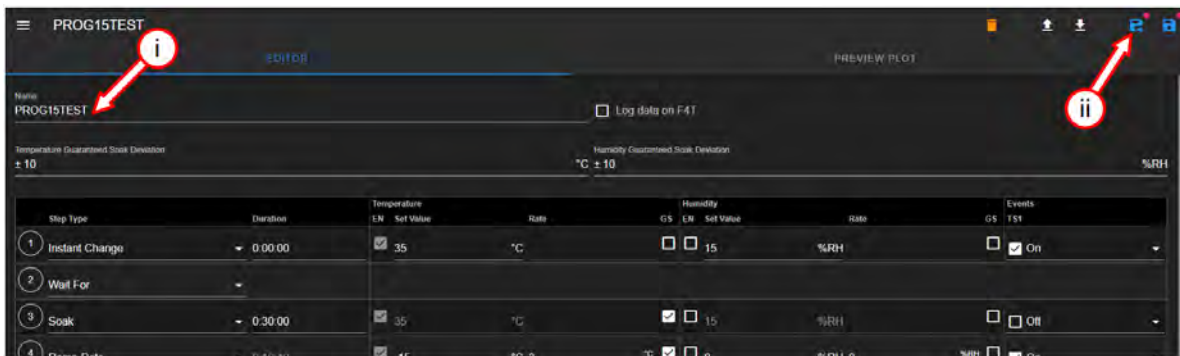 PROG15TEST
i
EDITOR
PREVIEW PLOT
ii
Name
PROG15TEST
Log data on F4T
Temperature Guaranteed Soak Deviation
± 10 °C
Humidity Guaranteed Soak Deviation
± 10 %RH
Temperature Humidity Events
Step Type Duration EN Set Value Rate GS EN Set Value Rate GS TS1
1 Instant Change 0:00:00 35 °C 15 %RH On
2 Wait For
3 Soak 0:30:00 35 °C 15 %RH Off
4